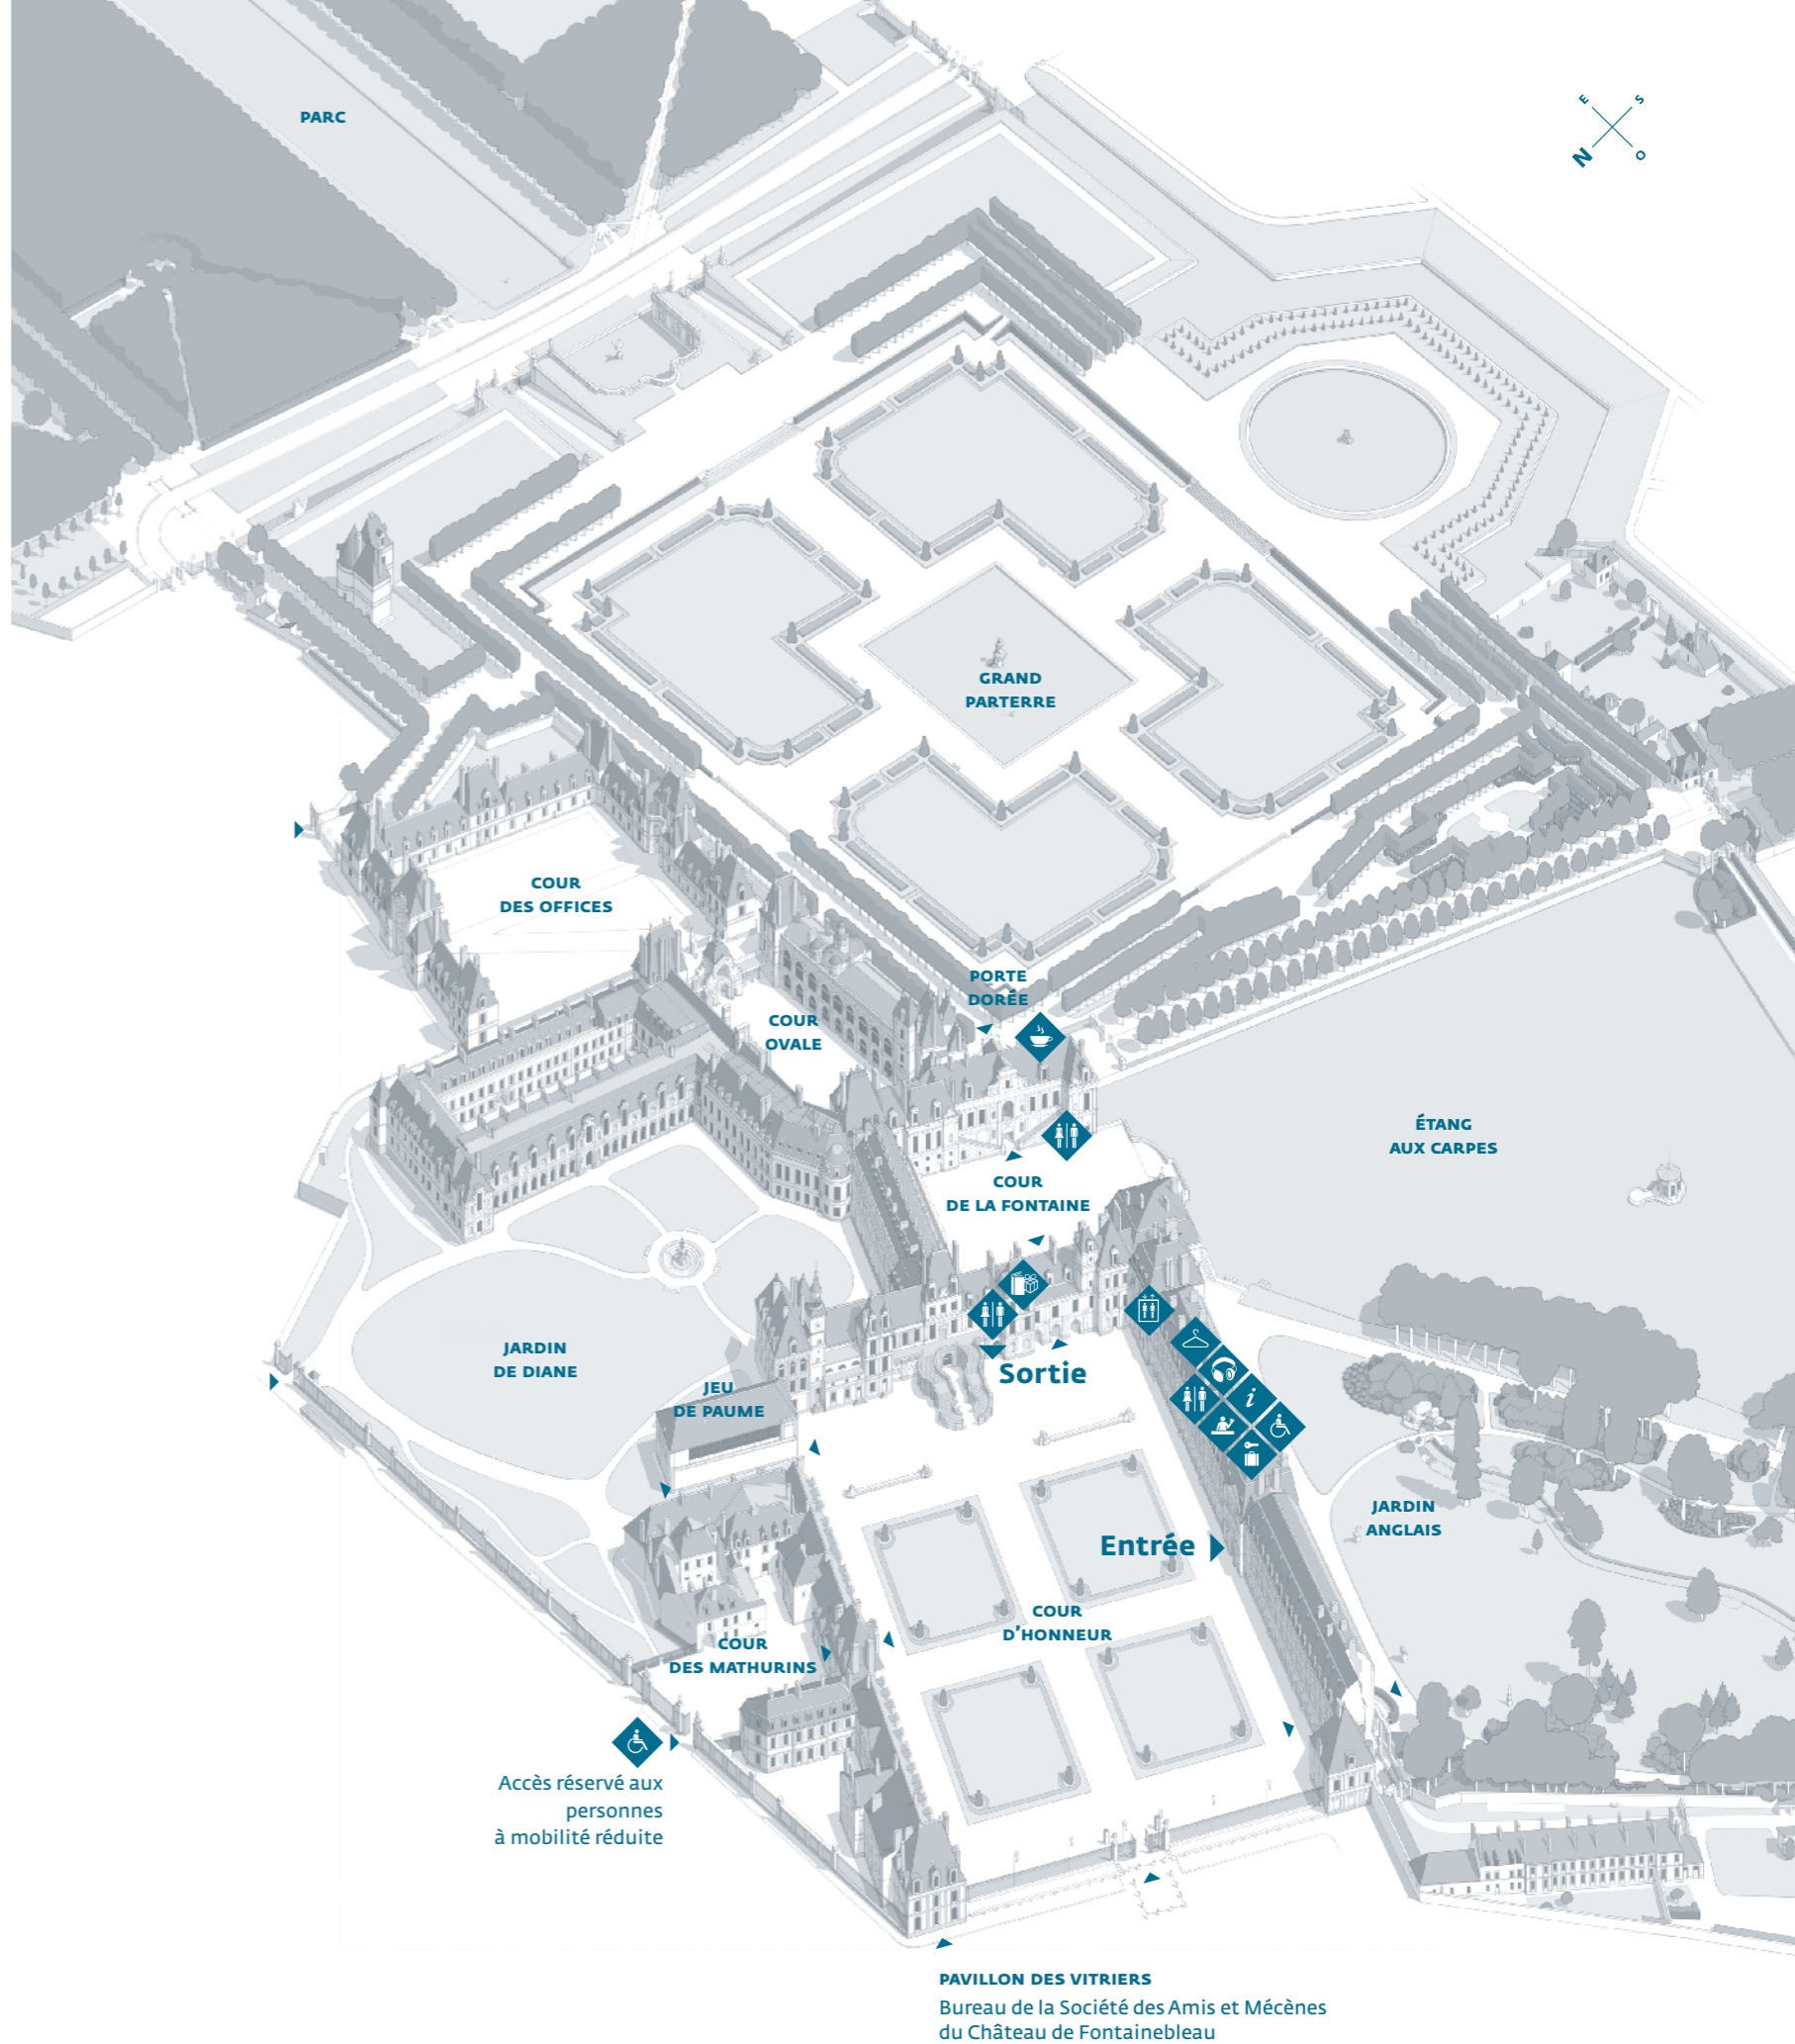 E
S
N
O
PARC
GRAND
PARTERRE
COUR
DES OFFICES
PORTE
DORÉE
COUR
OVALE
ÉTANG
AUX CARPES
COUR
DE LA FONTAINE
JARDIN
DE DIANE
Sortie
JEU
DE PAUME
i
JARDIN
ANGLAIS
Entrée
COUR
D'HONNEUR
COUR
DES MATHURINS
Accès réservé aux
personnes
à mobilité réduite
PAVILLON DES VITRIERS
Bureau de la Société des Amis et Mécènes
du Château de Fontainebleau